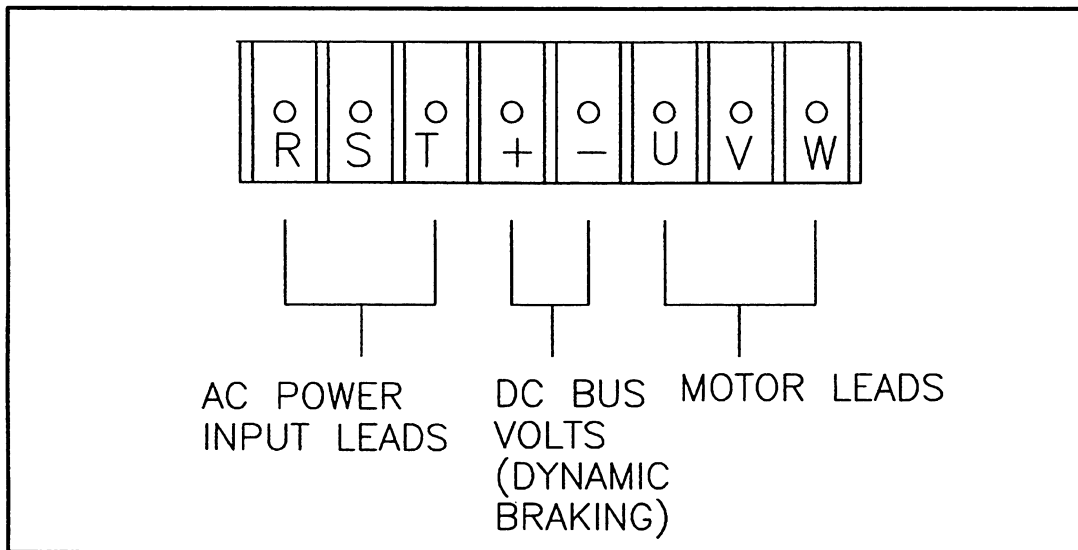 R S T + - U V W
AC POWER
INPUT LEADS
DC BUS
VOLTS
(DYNAMIC
BRAKING)
MOTOR LEADS